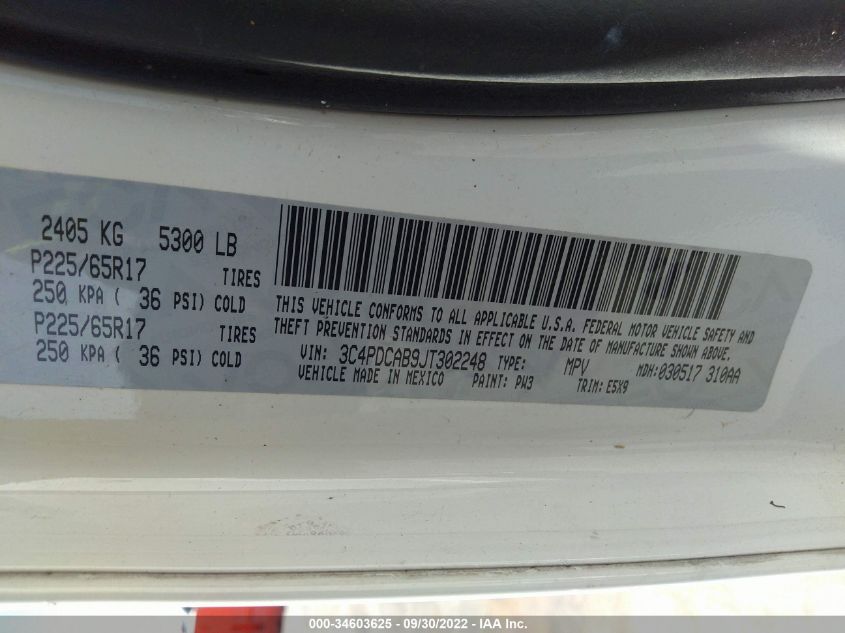 2405 KG 5300 LB
P225/65R17 TIRES
250 KPA ( 36 PSI) COLD
P225/65R17 TIRES
250 KPA ( 36 PSI) COLD
THIS VEHICLE CONFORMS TO ALL APPLICABLE U.S.A. FEDERAL MOTOR VEHICLE SAFETY AND
THEFT PREVENTION STANDARDS IN EFFECT ON THE DATE OF MANUFACTURE SHOWN ABOVE.
VIN: 3C4PDCAB9JT302248 TYPE: MPV MDH:030517 310AA
VEHICLE MADE IN MEXICO PAINT: PW3 TRIM: E5X9
000-34603625 - 09/30/2022 - IAA Inc.